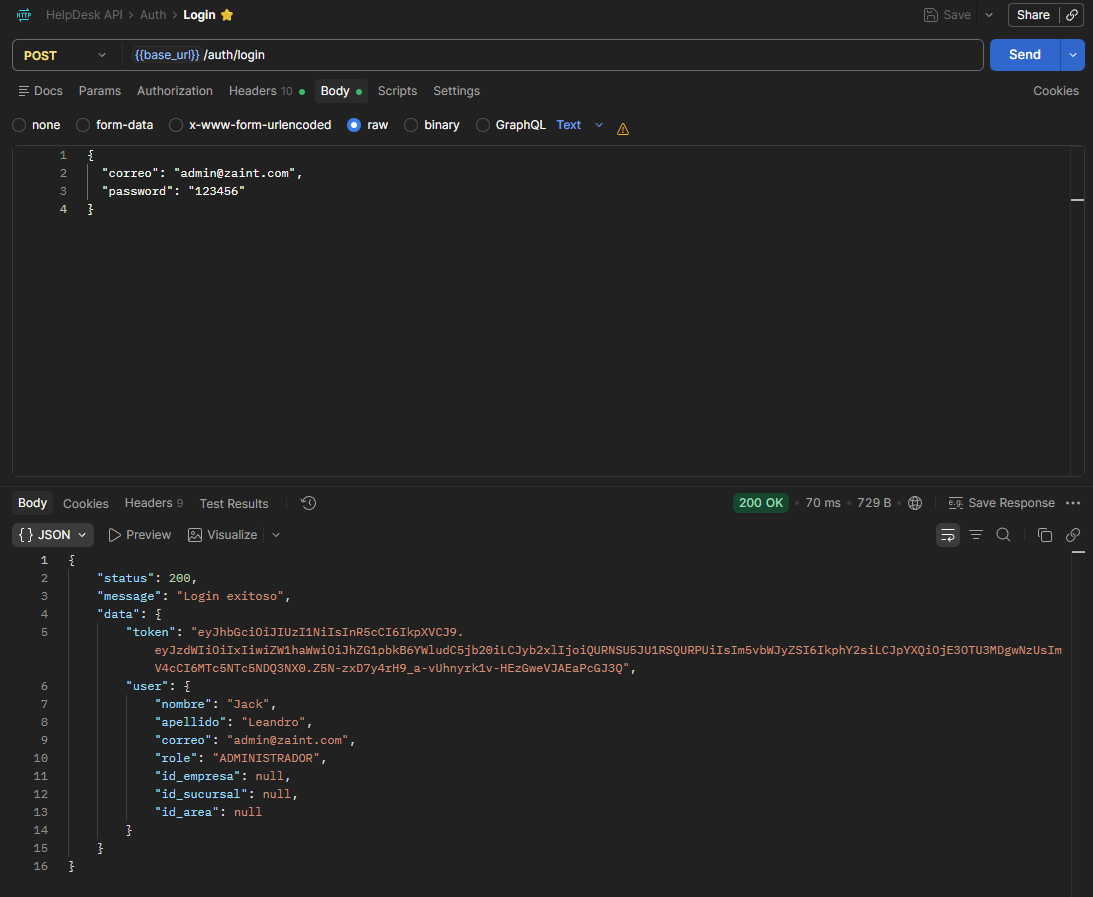 HTTP HelpDesk API > Auth > Login Save Share
POST {{base_url}} /auth/login Send
Docs Params Authorization Headers 10 Body Scripts Settings Cookies
none form-data x-www-form-urlencoded raw binary GraphQL Text
1 {
2 "correo": "admin@zaint.com",
3 "password": "123456"
4 }
Body Cookies Headers 9 Test Results 200 OK • 70 ms • 729 B • e.g. Save Response
{} JSON Preview Visualize
1 {
2 "status": 200,
3 "message": "Login exitoso",
4 "data": {
5 "token": "eyJhbGciOiJIUzI1NiIsInR5cCI6IkpXVCJ9.
eyJzdWIiOiIxIiwiZW1haWwiOiJhZG1pbkB6YWludC5jb20iLCJyb2xlIjoiQURNSU5JU1RSQURPUiIsIm5vbWJyZSI6IkphY2siLCJpYXQiOjE3OTU3MDgwNzUsIm
V4cCI6MTc5NTc5NDQ3NX0.Z5N-zxD7y4rH9_a-vUhnyrk1v-HEzGweVJAEaPcGJ3Q",
6 "user": {
7 "nombre": "Jack",
8 "apellido": "Leandro",
9 "correo": "admin@zaint.com",
10 "role": "ADMINISTRADOR",
11 "id_empresa": null,
12 "id_sucursal": null,
13 "id_area": null
14 }
15 }
16 }